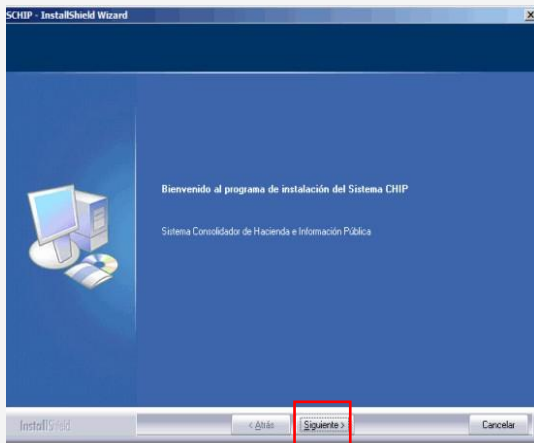 SCHIP - InstallShield Wizard
Bienvenido al programa de instalación del Sistema CHIP
Sistema Consolidador de Hacienda e Información Pública
InstallShield
< Atrás
Siguiente >
Cancelar